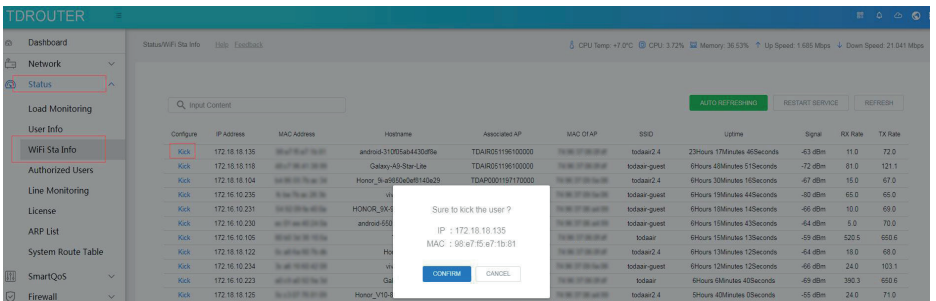 TDROUTER
Dashboard
Network
Status
Load Monitoring
User Info
WiFi Sta Info
Authorized Users
Line Monitoring
License
ARP List
System Route Table
SmartQoS
Firewall
Status/WiFi Sta Info Help Feedback
CPU Temp: +7.0°C CPU: 3.72% Memory: 36.53% Up Speed: 1.695 Mbps Down Speed: 21.041 Mbps
Input Content
AUTO REFRESHING RESTART SERVICE REFRESH
Configure IP Address MAC Address Hostname Associated AP MAC Of AP SSID Uptime Signal RX Rate TX Rate
Kick 172.18.18.135 android-310f05ab4430df8e TDAIR051196100000 todaair2.4 23Hours 17Minutes 46Seconds -63 dBm 11.0 72.0
Kick 172.18.18.118 Galaxy-A9-Star-Lite TDAIR051196100000 todaair-guest 6Hours 48Minutes 51Seconds -72 dBm 81.0 121.1
Kick 172.18.18.104 Honor_9i-a9650e0ef8140e29 TDAP0001197170000 todaair2.4 6Hours 30Minutes 16Seconds -67 dBm 15.0 67.0
Kick 172.16.10.235 todaair-guest 6Hours 19Minutes 44Seconds -80 dBm 65.0 65.0
Kick 172.16.10.231 HONOR_9X-9 todaair-guest 6Hours 18Minutes 14Seconds -66 dBm 10.0 69.0
Kick 172.16.10.230 android-550 todaair-guest 6Hours 15Minutes 43Seconds -64 dBm 5.0 70.0
Kick 172.16.10.105 todaair 6Hours 15Minutes 13Seconds -59 dBm 520.5 650.6
Kick 172.18.18.122 todaair2.4 6Hours 13Minutes 12Seconds -64 dBm 18.0 68.0
Kick 172.16.10.234 todaair-guest 6Hours 12Minutes 12Seconds -66 dBm 24.0 103.1
Kick 172.16.10.223 todaair 6Hours 6Minutes 40Seconds -69 dBm 390.3 650.6
Kick 172.18.18.125 Honor_V10-8 todaair2.4 5Hours 40Minutes 0Seconds -55 dBm 24.0 71.0
Sure to kick the user ?
IP : 172.18.18.135
MAC : 98:e7:f5:e7:1b:81
CONFIRM CANCEL